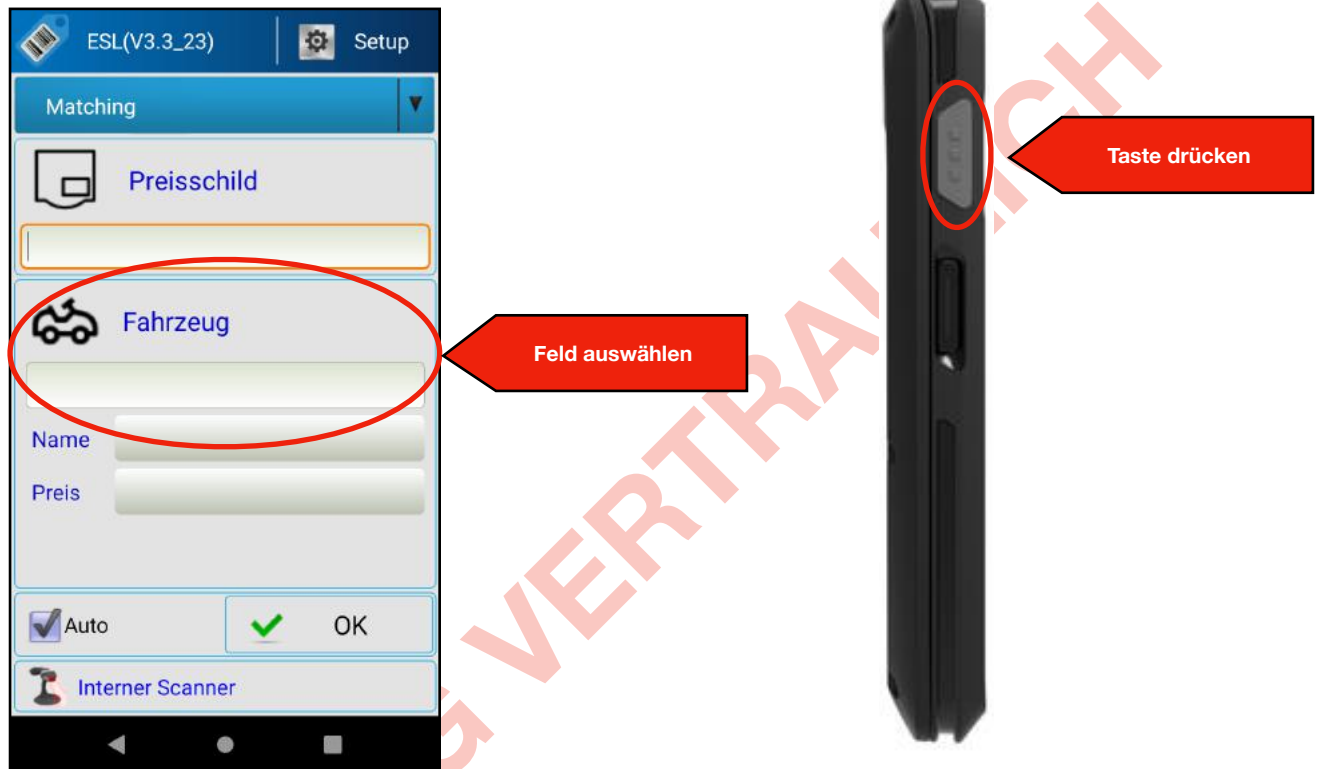 ESL(V3.3_23)
Setup
Matching
Preisschild
Fahrzeug
Name
Preis
Auto
OK
Interner Scanner
Feld auswählen
Taste drücken